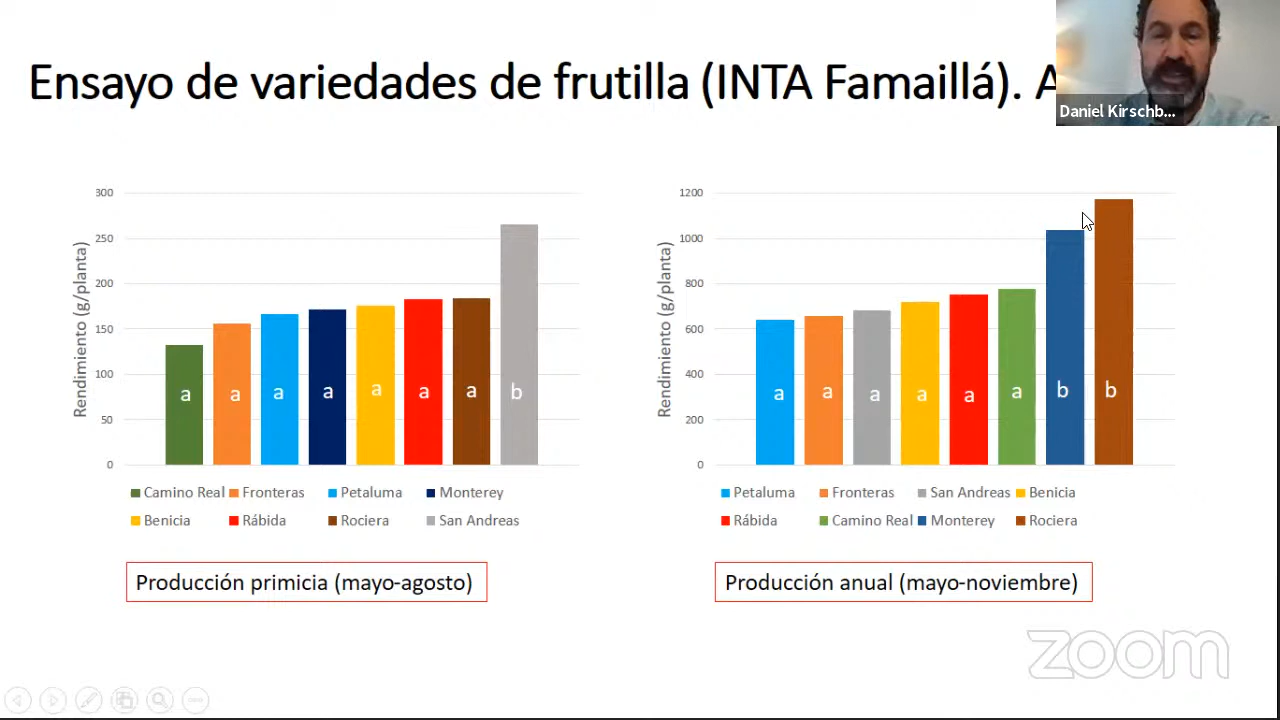 Ensayo de variedades de frutilla (INTA Famaillá). A
Daniel Kirschb...
Rendimiento (g/planta)
300
250
200
150
100
50
0
a a a a a a a b
Camino Real Fronteras Petaluma Monterey
Benicia Rábida Rociera San Andreas
Producción primicia (mayo-agosto)
Rendimiento (g/planta)
1200
1000
800
600
400
200
0
a a a a a a b b
Petaluma Fronteras San Andreas Benicia
Rábida Camino Real Monterey Rociera
Producción anual (mayo-noviembre)
zoom